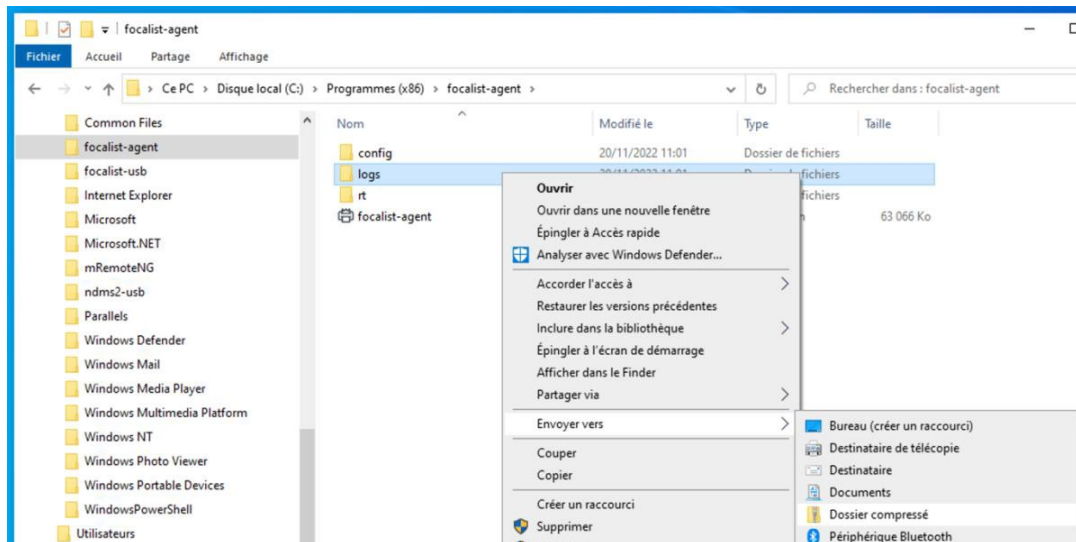 focalist-agent
Fichier Accueil Partage Affichage
Ce PC > Disque local (C:) > Programmes (x86) > focalist-agent >
Rechercher dans : focalist-agent
Common Files
focalist-agent
focalist-usb
Internet Explorer
Microsoft
Microsoft.NET
mRemoteNG
ndms2-usb
Parallels
Windows Defender
Windows Mail
Windows Media Player
Windows Multimedia Platform
Windows NT
Windows Photo Viewer
Windows Portable Devices
WindowsPowerShell
Utilisateurs
Nom Modifié le Type Taille
config 20/11/2022 11:01 Dossier de fichiers
logs
rt fichiers
focalist-agent 63 066 Ko
Ouvrir
Ouvrir dans une nouvelle fenêtre
Épingler à Accès rapide
Analyser avec Windows Defender...
Accorder l'accès à
Restaurer les versions précédentes
Inclure dans la bibliothèque
Épingler à l'écran de démarrage
Afficher dans le Finder
Partager via
Envoyer vers
Couper
Copier
Créer un raccourci
Supprimer
Bureau (créer un raccourci)
Destinataire de télécopie
Destinataire
Documents
Dossier compressé
Périphérique Bluetooth